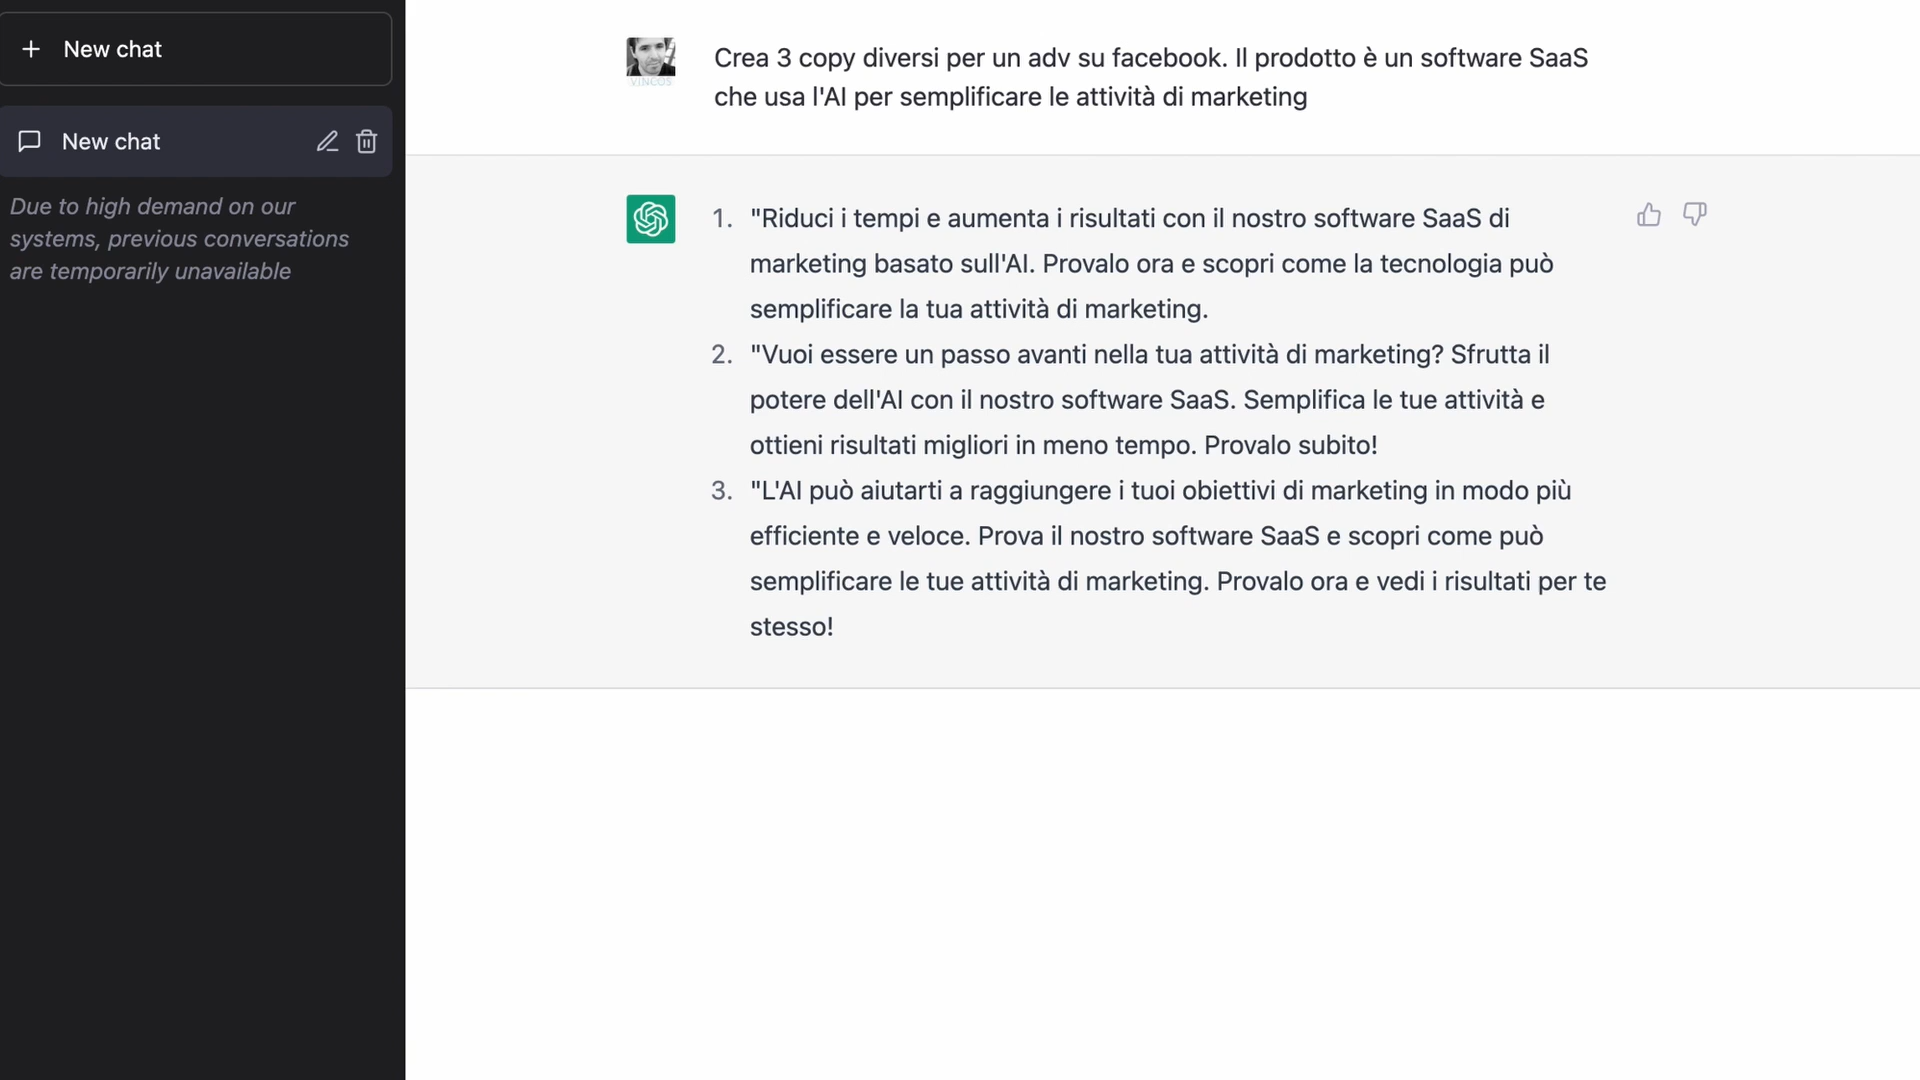 New chat
New chat
Due to high demand on our
systems, previous conversations
are temporarily unavailable
VINCOS
Crea 3 copy diversi per un adv su facebook. Il prodotto è un software SaaS
che usa l'AI per semplificare le attività di marketing
1. "Riduci i tempi e aumenta i risultati con il nostro software SaaS di
marketing basato sull'AI. Provalo ora e scopri come la tecnologia può
semplificare la tua attività di marketing.
2. "Vuoi essere un passo avanti nella tua attività di marketing? Sfrutta il
potere dell'AI con il nostro software SaaS. Semplifica le tue attività e
ottieni risultati migliori in meno tempo. Provalo subito!
3. "L'AI può aiutarti a raggiungere i tuoi obiettivi di marketing in modo più
efficiente e veloce. Prova il nostro software SaaS e scopri come può
semplificare le tue attività di marketing. Provalo ora e vedi i risultati per te
stesso!